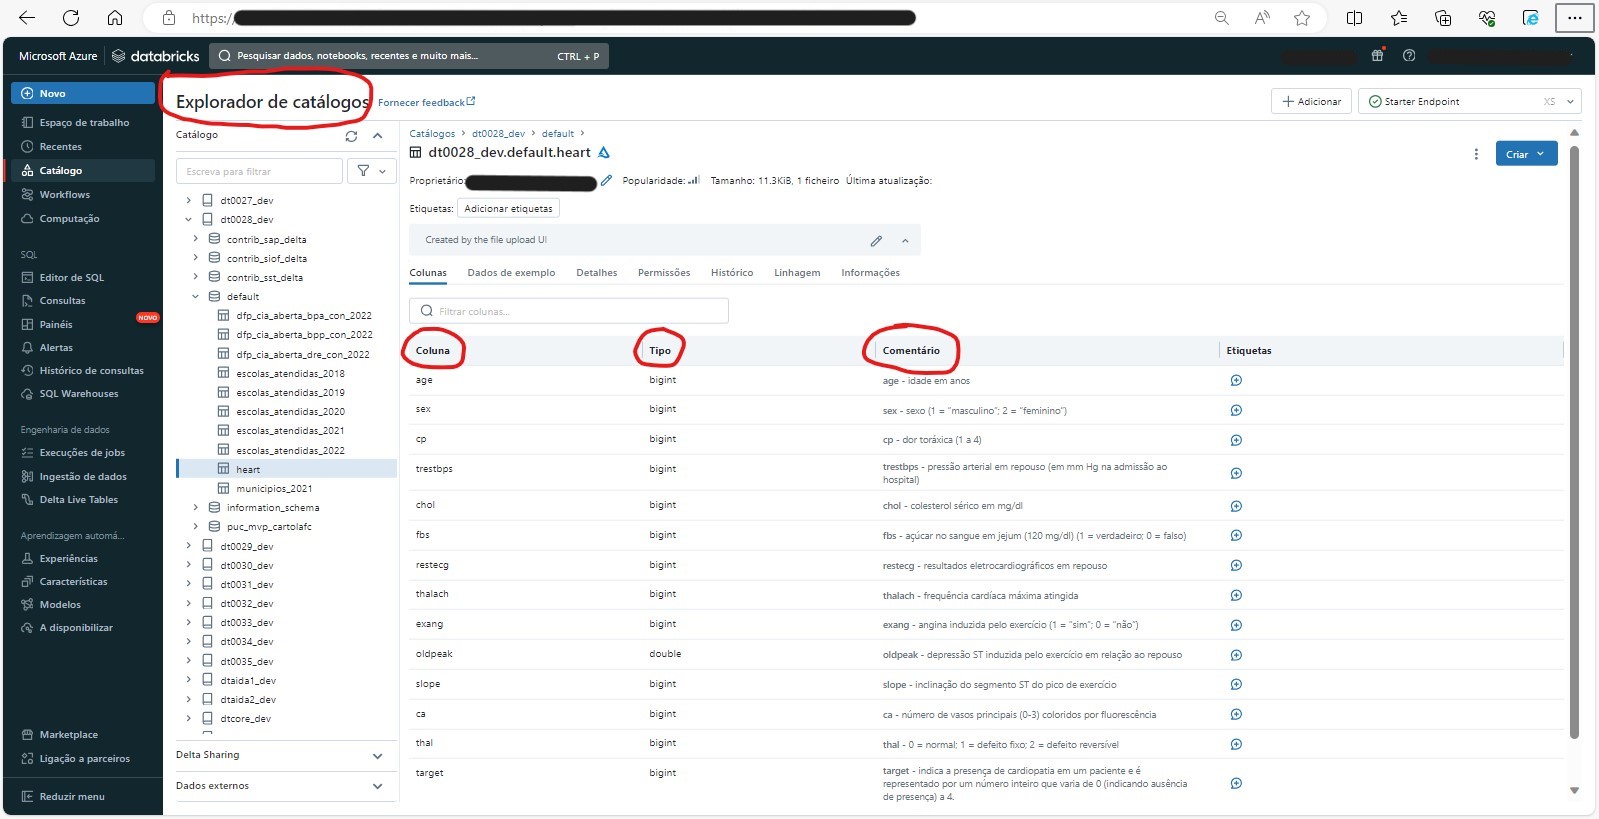 https://
Microsoft Azure databricks
Pesquisar dados, notebooks, recentes e muito mais... CTRL + P
Novo
Espaço de trabalho
Recentes
Catálogo
Workflows
Computação
SQL
Editor de SQL
Consultas
Painéis NOVO
Alertas
Histórico de consultas
SQL Warehouses
Engenharia de dados
Execuções de jobs
Ingestão de dados
Delta Live Tables
Aprendizagem automá...
Experiências
Características
Modelos
A disponibilizar
Marketplace
Ligação a parceiros
Reduzir menu
Explorador de catálogos Fornecer feedback
Adicionar
Starter Endpoint XS
Catálogo
Escreva para filtrar
dt0027_dev
dt0028_dev
contrib_sap_delta
contrib_siof_delta
contrib_sst_delta
default
dfp_cia_aberta_bpa_con_2022
dfp_cia_aberta_bpp_con_2022
dfp_cia_aberta_dre_con_2022
escolas_atendidas_2018
escolas_atendidas_2019
escolas_atendidas_2020
escolas_atendidas_2021
escolas_atendidas_2022
heart
municipios_2021
information_schema
puc_mvp_cartolafc
dt0029_dev
dt0030_dev
dt0031_dev
dt0032_dev
dt0033_dev
dt0034_dev
dt0035_dev
dtaida1_dev
dtaida2_dev
dtcore_dev
Delta Sharing
Dados externos
Catálogos > dt0028_dev > default >
dt0028_dev.default.heart
Criar
Proprietário: Popularidade: Tamanho: 11.3KiB, 1 ficheiro Última atualização:
Etiquetas: Adicionar etiquetas
Created by the file upload UI
Colunas Dados de exemplo Detalhes Permissões Histórico Linhagem Informações
Filtrar colunas...
Coluna Tipo Comentário Etiquetas
age bigint age - idade em anos
sex bigint sex - sexo (1 = "masculino"; 2 = "feminino")
cp bigint cp - dor toráxica (1 a 4)
trestbps bigint trestbps - pressão arterial em repouso (em mm Hg na admissão ao
hospital)
chol bigint chol - colesterol sérico em mg/dl
fbs bigint fbs - açúcar no sangue em jejum (120 mg/dl) (1 = verdadeiro; 0 = falso)
restecg bigint restecg - resultados eletrocardiográficos em repouso
thalach bigint thalach - frequência cardíaca máxima atingida
exang bigint exang - angina induzida pelo exercício (1 = "sim"; 0 = "não")
oldpeak double oldpeak - depressão ST induzida pelo exercício em relação ao repouso
slope bigint slope - inclinação do segmento ST do pico de exercício
ca bigint ca - número de vasos principais (0-3) coloridos por fluorescência
thal bigint thal - 0 = normal; 1 = defeito fixo; 2 = defeito reversível
target bigint target - indica a presença de cardiopatia em um paciente e é
representado por um número inteiro que varia de 0 (indicando ausência
de presença) a 4.